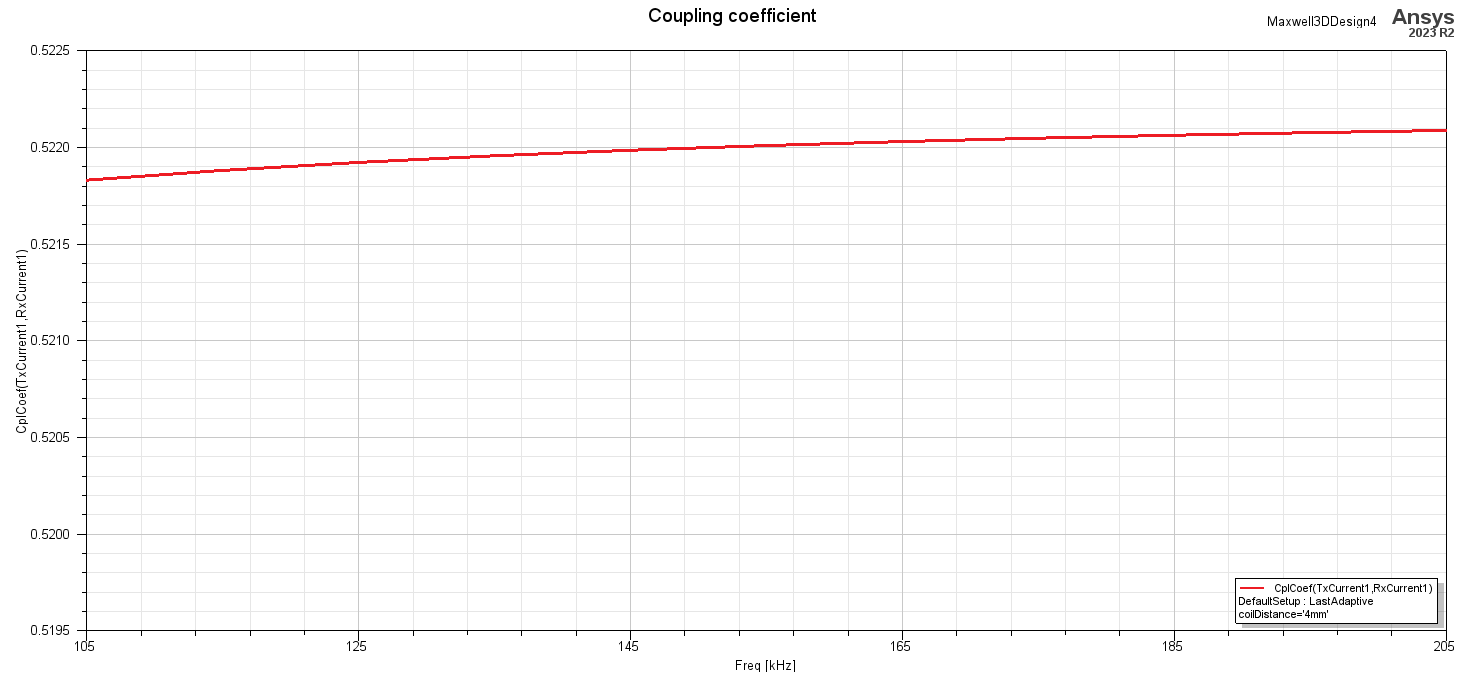 Coupling coefficient
Maxwell3DDesign4
Ansys
2023 R2
0.5225
0.5220
0.5215
0.5210
0.5205
0.5200
0.5195
CplCoef(TxCurrent1,RxCurrent1)
CplCoef(TxCurrent1,RxCurrent1)
DefaultSetup : LastAdaptive
coilDistance='4mm'
105 125 145 165 185 205
Freq [kHz]